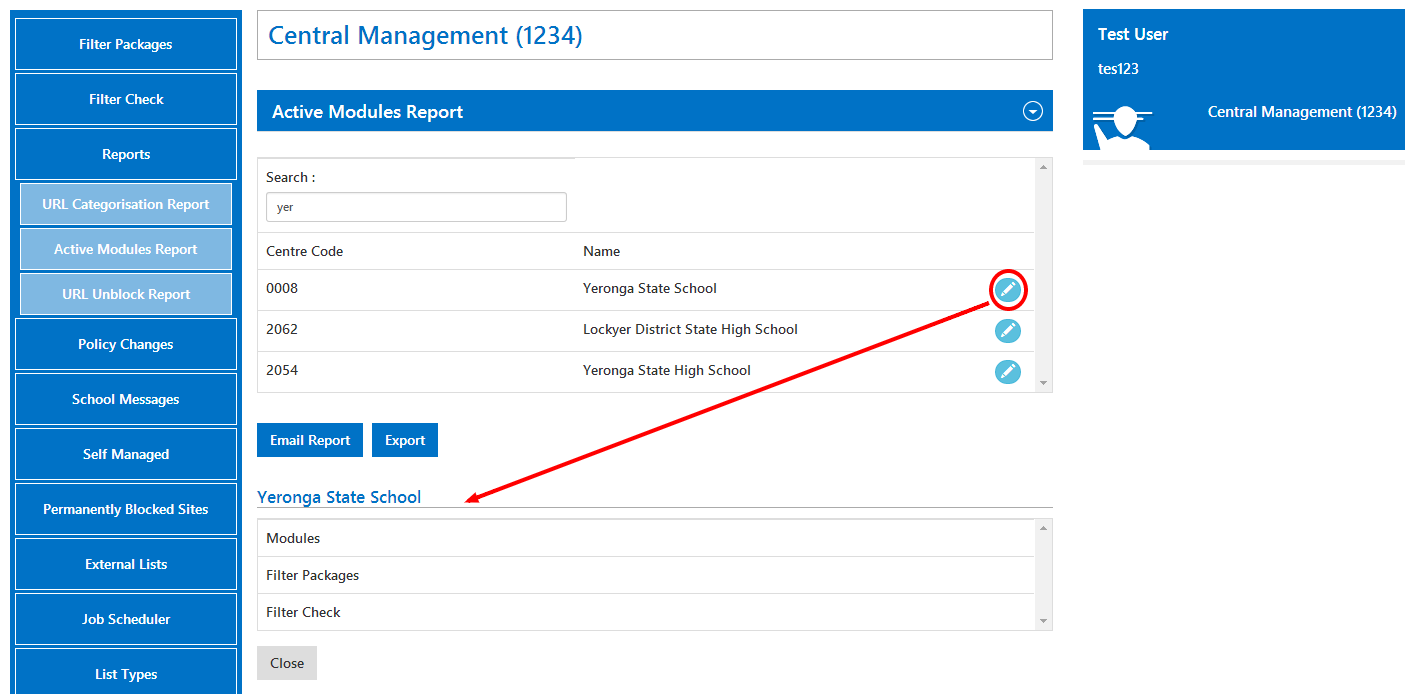 Filter Packages
Filter Check
Reports
URL Categorisation Report
Active Modules Report
URL Unblock Report
Policy Changes
School Messages
Self Managed
Permanently Blocked Sites
External Lists
Job Scheduler
List Types
Central Management (1234)
Active Modules Report
Search :
yer
Centre Code Name
0008 Yeronga State School
2062 Lockyer District State High School
2054 Yeronga State High School
Email Report Export
Yeronga State School
Modules
Filter Packages
Filter Check
Close
Test User
tes123
Central Management (1234)